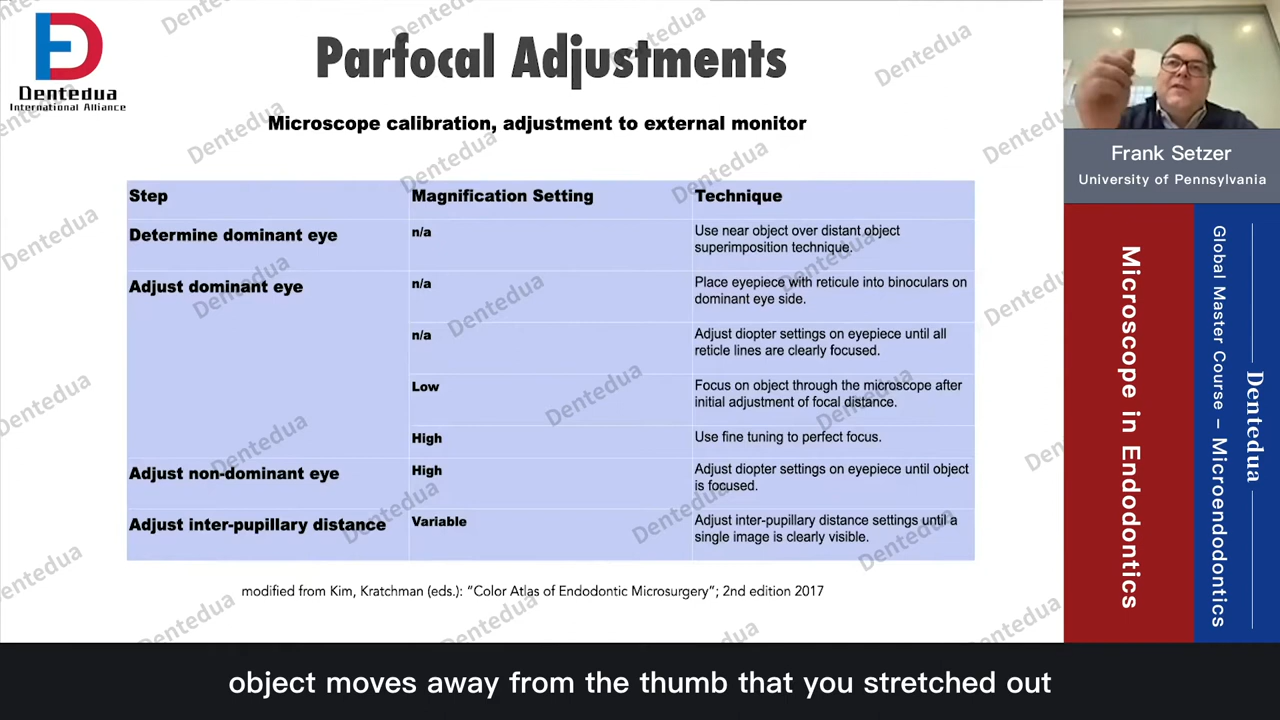 Dentedua
International Alliance
Parfocal Adjustments
Microscope calibration, adjustment to external monitor
Step Magnification Setting Technique
Determine dominant eye n/a Use near object over distant object
superimposition technique.
Adjust dominant eye n/a Place eyepiece with reticule into binoculars on
dominant eye side.
n/a Adjust diopter settings on eyepiece until all
reticle lines are clearly focused.
Low Focus on object through the microscope after
initial adjustment of focal distance.
High Use fine tuning to perfect focus.
Adjust non-dominant eye High Adjust diopter settings on eyepiece until object
is focused.
Adjust inter-pupillary distance Variable Adjust inter-pupillary distance settings until a
single image is clearly visible.
modified from Kim, Kratchman (eds.): “Color Atlas of Endodontic Microsurgery”; 2nd edition 2017
Frank Setzer
University of Pennsylvania
Microscope in Endodontics
Global Master Course – Microendodontics
Dentedua
object moves away from the thumb that you stretched out